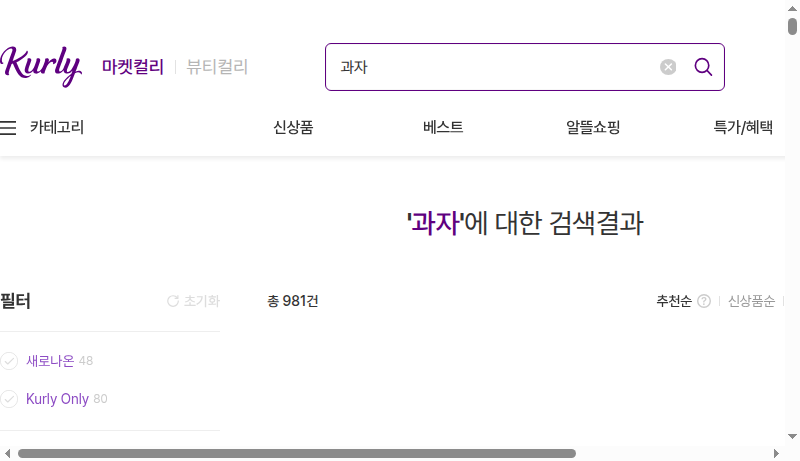 Kurly 마켓컬리 뷰티컬리 과자
카테고리 신상품 베스트 알뜰쇼핑 특가/혜택
'과자'에 대한 검색결과
필터 초기화 총 981건 추천순 신상품순
새로나온 48
Kurly Only 80